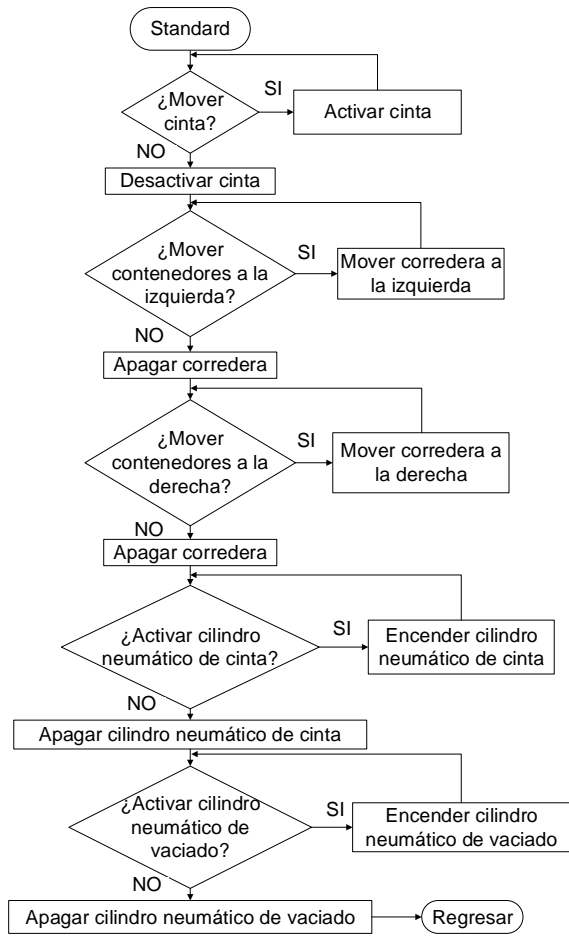 Standard
¿Mover
cinta?
SI
Activar cinta
NO
Desactivar cinta
¿Mover
contenedores a la
izquierda?
SI
Mover corredera a
la izquierda
NO
Apagar corredera
¿Mover
contenedores a la
derecha?
SI
Mover corredera a
la derecha
NO
Apagar corredera
¿Activar cilindro
neumático de cinta?
SI
Encender cilindro
neumático de cinta
NO
Apagar cilindro neumático de cinta
¿Activar cilindro
neumático de
vaciado?
SI
Encender cilindro
neumático de vaciado
NO
Apagar cilindro neumático de vaciado
Regresar